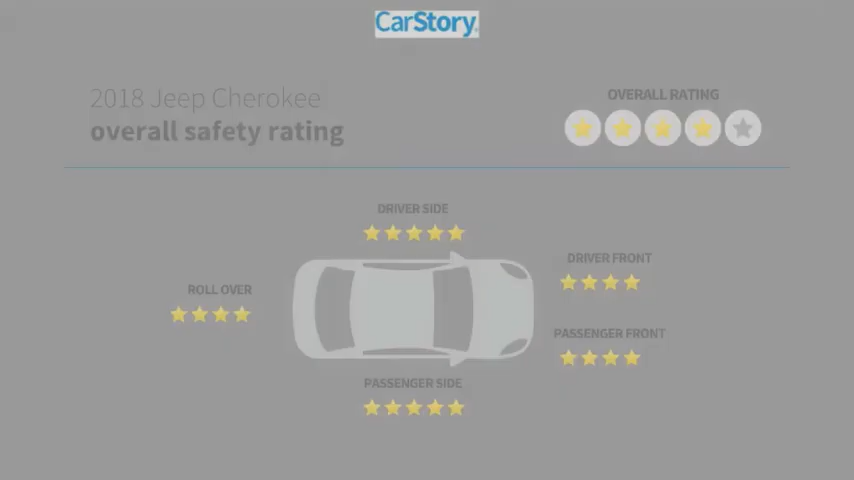 CarStory
2018 Jeep Cherokee
overall safety rating
OVERALL RATING
DRIVER SIDE
DRIVER FRONT
ROLL OVER
PASSENGER FRONT
PASSENGER SIDE